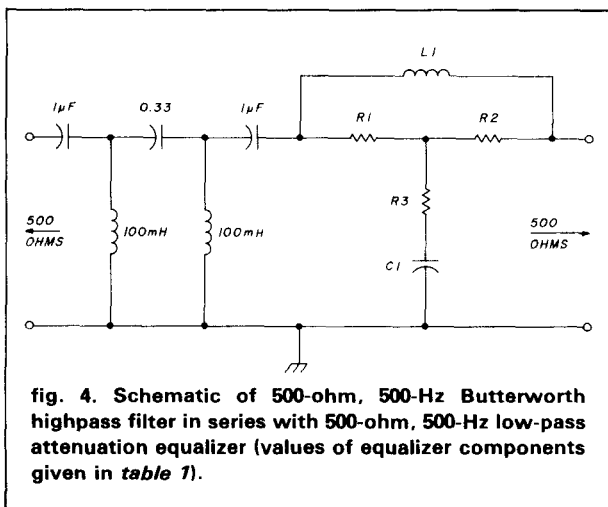 L1
1µF 0.33 1µF R1 R2
R3
500
OHMS
100mH 100mH
500
OHMS
C1
fig. 4. Schematic of 500-ohm, 500-Hz Butterworth
highpass filter in series with 500-ohm, 500-Hz low-pass
attenuation equalizer (values of equalizer components
given in table 1).